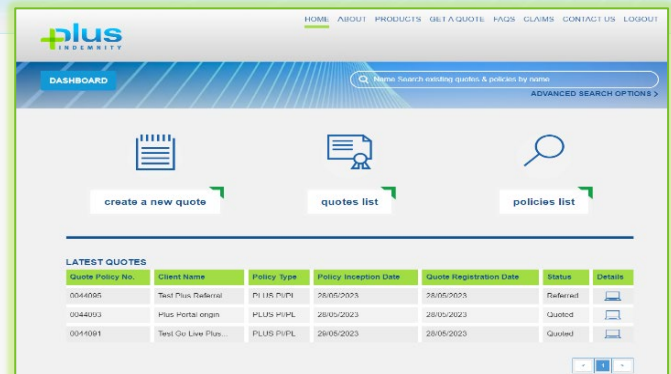 HOME ABOUT PRODUCTS GET A QUOTE FAQS CLAIMS CONTACT US LOGOUT
plus
INDEMNITY
DASHBOARD
Name Search existing quotes & policies by name
ADVANCED SEARCH OPTIONS >
create a new quote quotes list policies list
LATEST QUOTES
Quote Policy No. Client Name Policy Type Policy Inception Date Quote Registration Date Status Details
0044095 Test Plus Referral PLUS PI/PL 28/05/2023 28/05/2023 Referred
0044093 Plus Portal origin PLUS PI/PL 28/05/2023 28/05/2023 Quoted
0044091 Test Go Live Plus... PLUS PI/PL 29/05/2023 28/05/2023 Quoted
‹ 1 ›